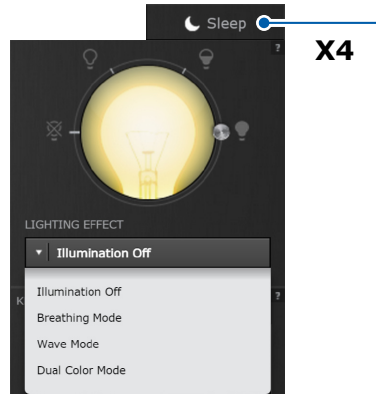 Sleep
?
X4
LIGHTING EFFECT
Illumination Off
K
?
Illumination Off
Breathing Mode
Wave Mode
Dual Color Mode